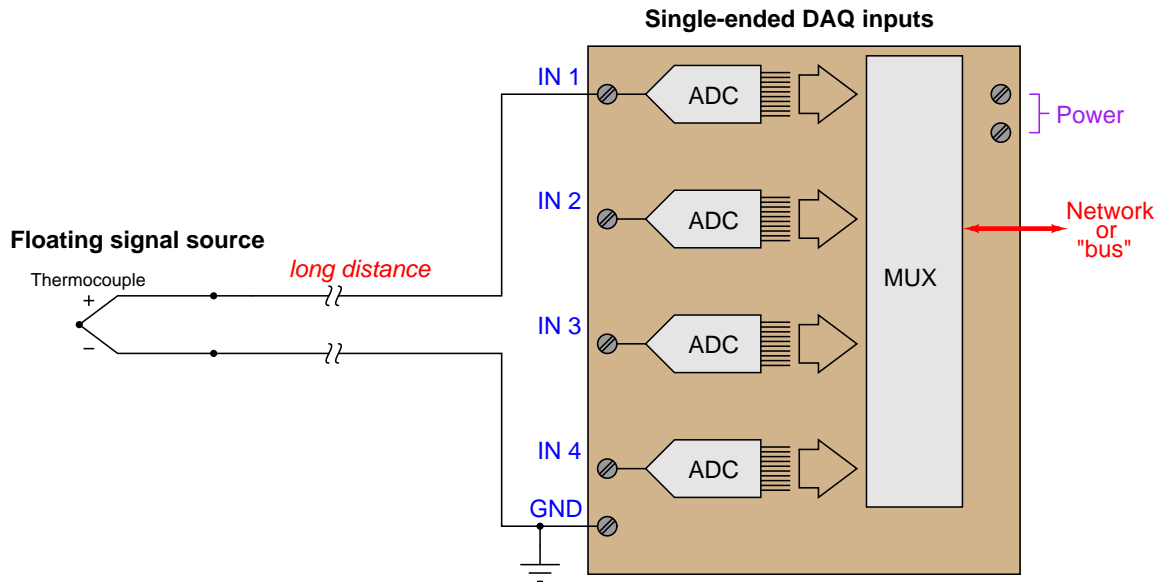 Single-ended DAQ inputs
IN 1
ADC
Power
IN 2
ADC
Network
or
"bus"
Floating signal source
Thermocouple
+
−
long distance
MUX
IN 3
ADC
IN 4
ADC
GND